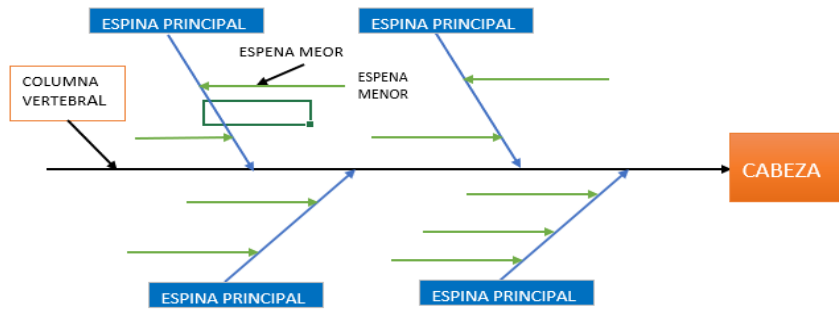 ESPINA PRINCIPAL
ESPINA PRINCIPAL
ESPENA MEOR
COLUMNA
VERTEBRAL
ESPENA
MENOR
CABEZA
ESPINA PRINCIPAL
ESPINA PRINCIPAL